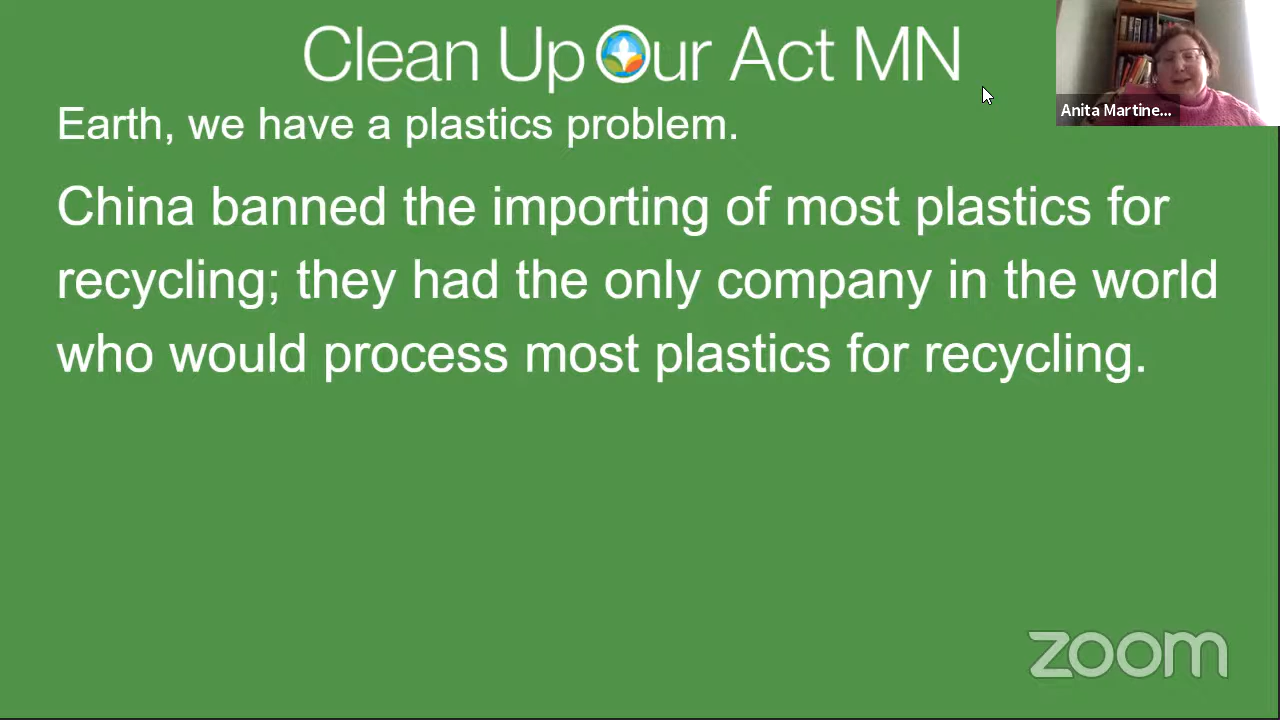 Clean Up Our Act MN
Anita Martine...
Earth, we have a plastics problem.
China banned the importing of most plastics for
recycling; they had the only company in the world
who would process most plastics for recycling.
zoom